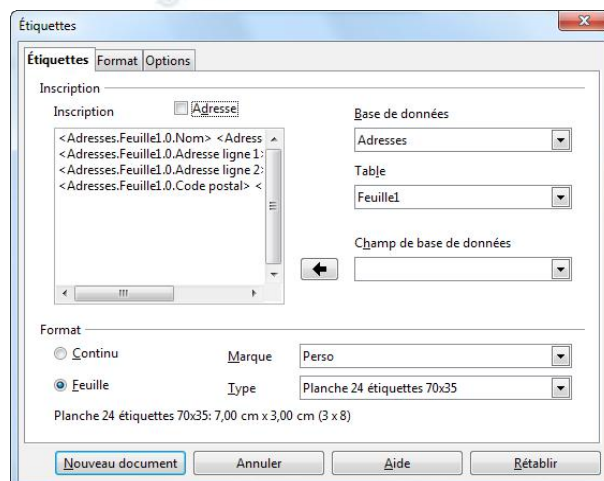 Étiquettes
Étiquettes Format Options
Inscription
Inscription Adresse
<Adresses.Feuille1.0.Nom> <Adress
<Adresses.Feuille1.0.Adresse ligne 1>
<Adresses.Feuille1.0.Adresse ligne 2>
<Adresses.Feuille1.0.Code postal> <
Base de données
Adresses
Table
Feuille1
Champ de base de données
Format
Continu Marque Perso
Feuille Type Planche 24 étiquettes 70x35
Planche 24 étiquettes 70x35: 7,00 cm x 3,00 cm (3 x 8)
Nouveau document Annuler Aide Rétablir